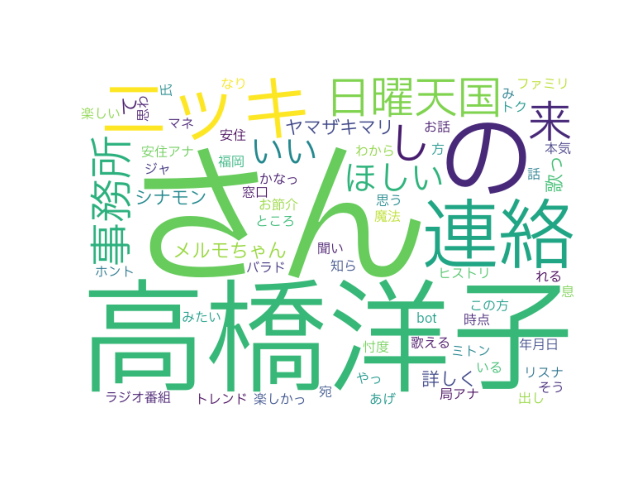 さん
高橋洋子
の
連絡
ニッキ
事務所
日曜天国
来
し
いい
ほしい
ヤマザキマリ
シナモン
メルモちゃん
歌っ
詳しく
なり
出
ファミリ
み
トク
楽しい
て
思わ
マネ
安住
お話
本気
安住アナ
福岡
わから
方
話
ジャ
かなっ
窓口
お節介
思う
魔法
ところ
聞い
バラド
知ら
ホント
ヒストリ
れる
息
みたい
bot
この方
時点
忖度
歌える
ミトン
年月日
いる
リスナ
そう
やっ
宛
ラジオ番組
トレンド
楽しかっ
あげ
局アナ
出し